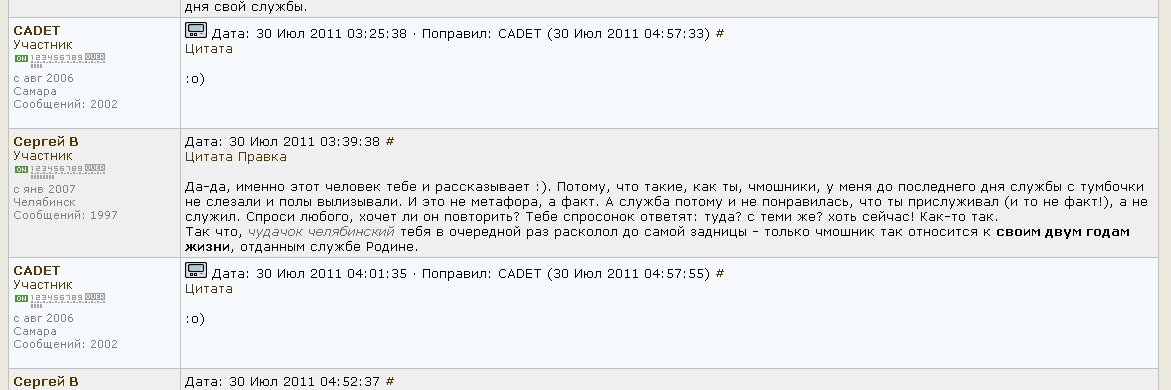 дня свой службы.
CADET
Дата: 30 Июл 2011 03:25:38 · Поправил: CADET (30 Июл 2011 04:57:33) #
Участник
Цитата
ON 123456789 OVER
:о)
с авг 2006
Самара
Сообщений: 2002
Сергей В
Дата: 30 Июл 2011 03:39:38 #
Участник
Цитата Правка
ON 123456789 OVER
с янв 2007
Челябинск
Сообщений: 1997
Да-да, именно этот человек тебе и рассказывает :). Потому, что такие, как ты, чмошники, у меня до последнего дня службы с тумбочки
не слезали и полы вылизывали. И это не метафора, а факт. А служба потому и не понравилась, что ты прислуживал (и то не факт!), а не
служил. Спроси любого, хочет ли он повторить? Тебе спросонок ответят: туда? с теми же? хоть сейчас! Как-то так.
Так что, чудачок челябинский тебя в очередной раз расколол до самой задницы - только чмошник так относится к своим двум годам
жизни, отданным службе Родине.
CADET
Дата: 30 Июл 2011 04:01:35 · Поправил: CADET (30 Июл 2011 04:57:55) #
Участник
Цитата
ON 123456789 OVER
:о)
с авг 2006
Самара
Сообщений: 2002
Сергей В
Дата: 30 Июл 2011 04:52:37 #